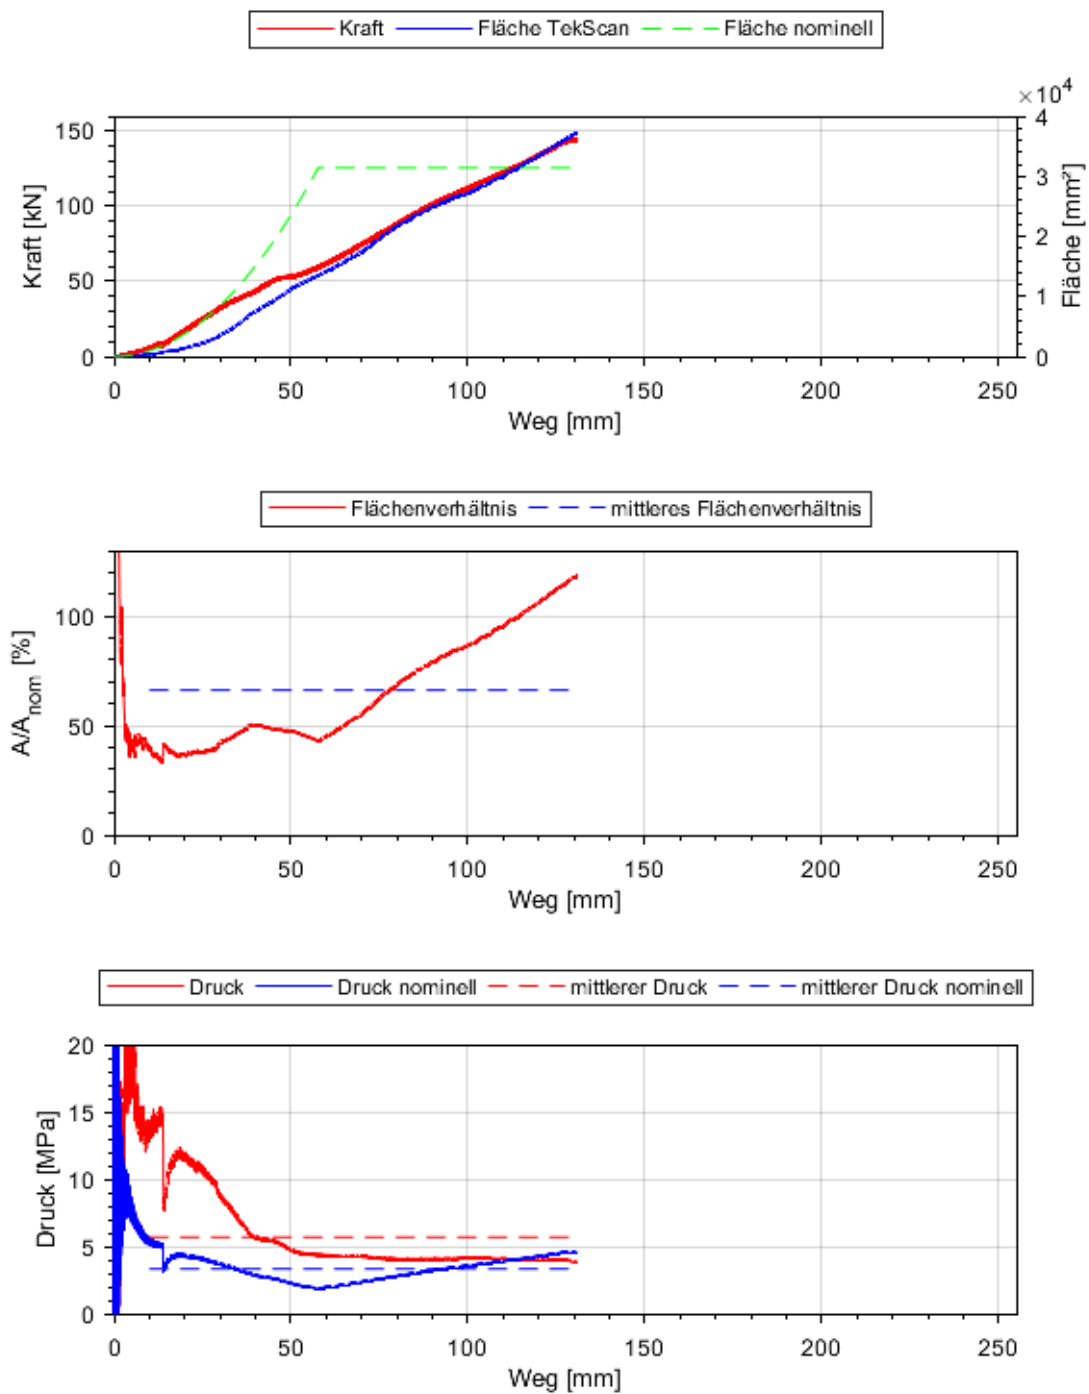 Kraft Fläche TekScan Fläche nominell
×10⁴
150 4
100 3
2
50 1
0 0
Kraft [kN]
Fläche [mm²]
0 50 100 150 200 250
Weg [mm]
Flächenverhältnis mittleres Flächenverhältnis
100
50
0
A/Anom [%]
0 50 100 150 200 250
Weg [mm]
Druck Druck nominell mittlerer Druck mittlerer Druck nominell
20
15
10
5
0
Druck [MPa]
0 50 100 150 200 250
Weg [mm]